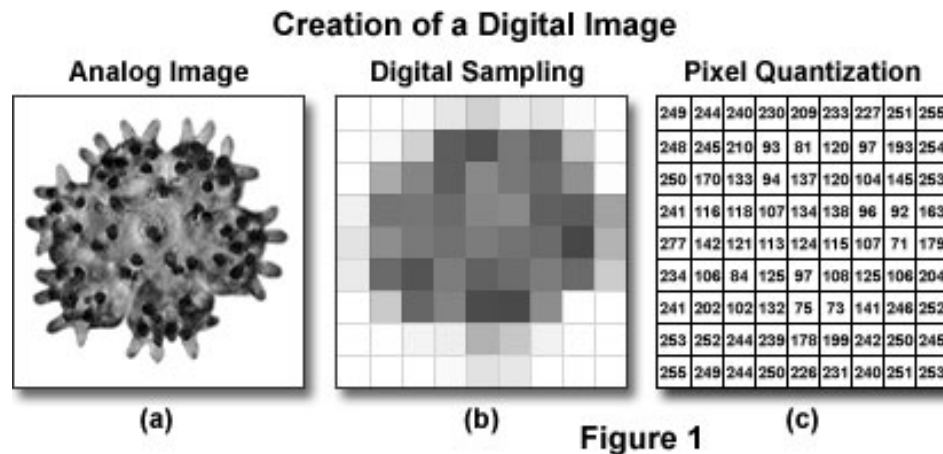 Creation of a Digital Image
Analog Image
Digital Sampling
Pixel Quantization
249 244 240 230 209 233 227 251 255
248 245 210 93 81 120 97 193 254
250 170 133 94 137 120 104 145 253
241 116 118 107 134 138 96 92 163
277 142 121 113 124 115 107 71 179
234 106 84 125 97 108 125 106 204
241 202 102 132 75 73 141 246 252
253 252 244 239 178 199 242 250 245
255 249 244 250 226 231 240 251 253
(a)
(b)
(c)
Figure 1